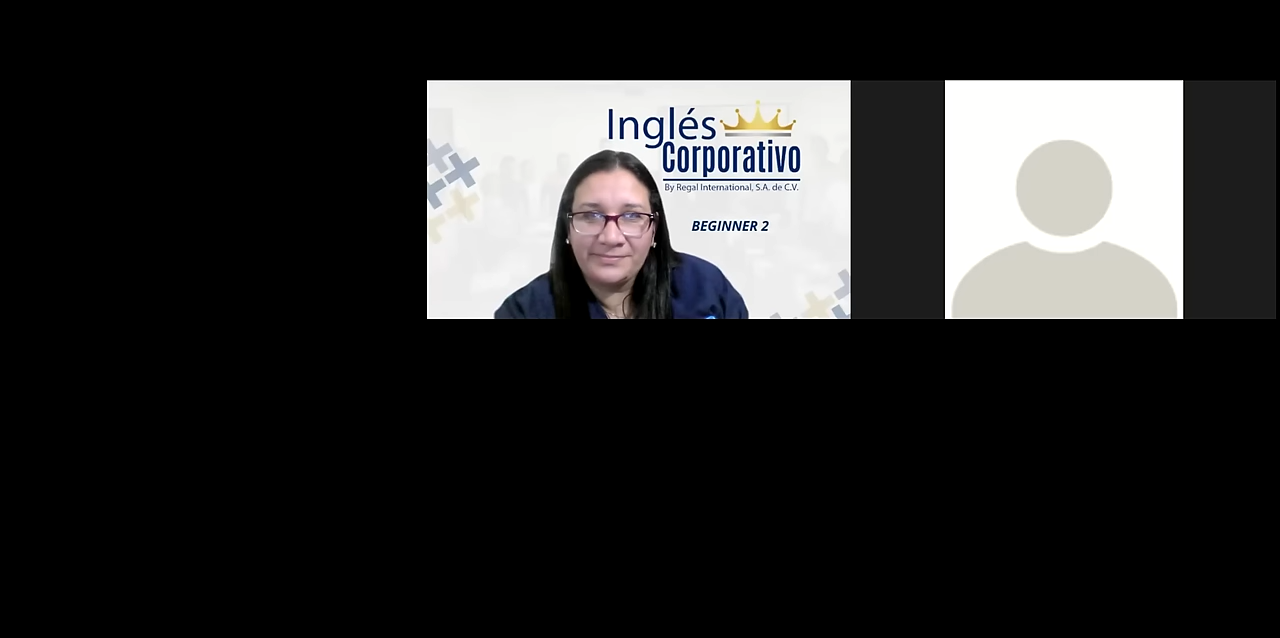 Inglés
Corporativo
By Regal International, S.A. de C.V.
BEGINNER 2